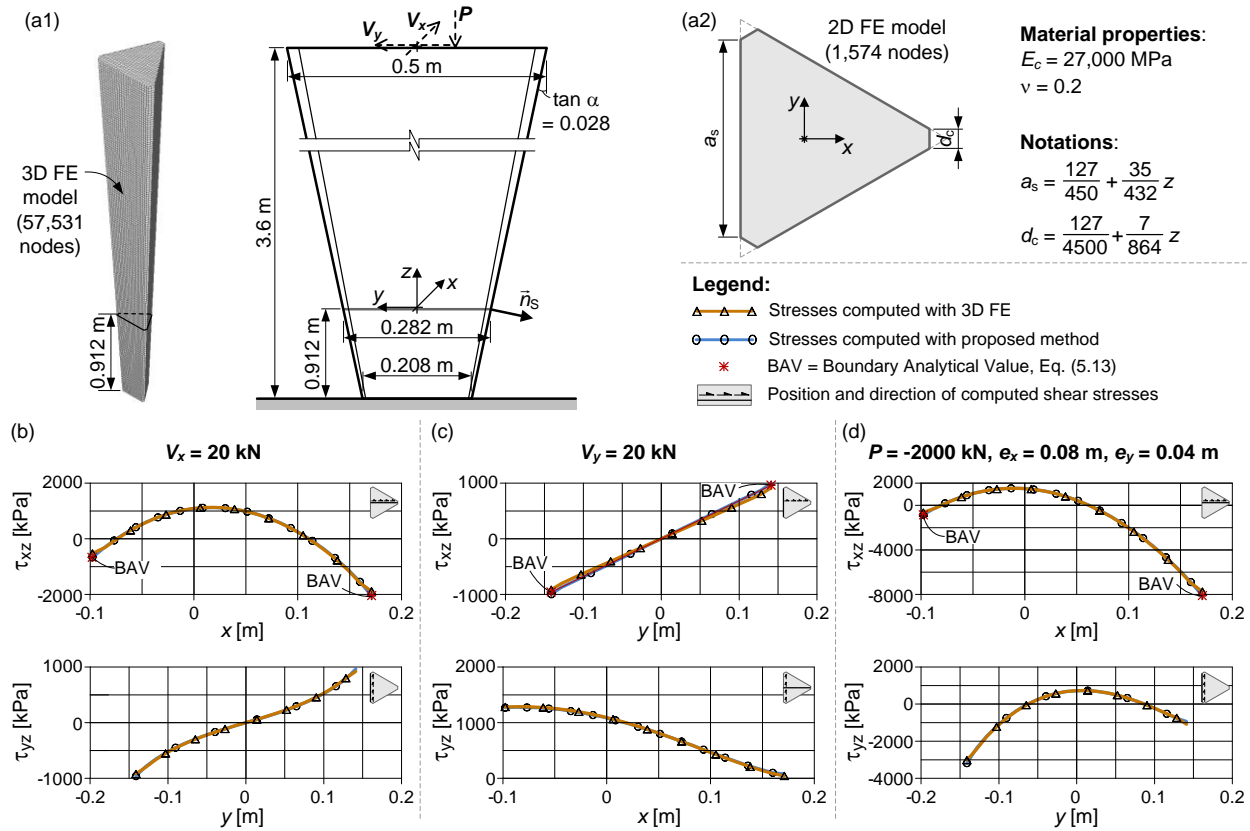 (a1)
3D FE
model
(57,531
nodes)
0.912 m
V_y
V_x
P
0.5 m
tan α
= 0.028
3.6 m
z
x
y
n⃗_S
0.282 m
0.912 m
0.208 m
(a2)
2D FE model
(1,574 nodes)
a_s
y
x
d_c
Material properties:
E_c = 27,000 MPa
ν = 0.2
Notations:
a_s = 127/450 + 35/432 z
d_c = 127/4500 + 7/864 z
Legend:
Stresses computed with 3D FE
Stresses computed with proposed method
BAV = Boundary Analytical Value, Eq. (5.13)
Position and direction of computed shear stresses
(b)
V_x = 20 kN
τ_xz [kPa]
2000
0
-2000
BAV
BAV
-0.1 0 0.1 0.2
x [m]
τ_yz [kPa]
1000
0
-1000
-0.2 -0.1 0 0.1 0.2
y [m]
(c)
V_y = 20 kN
τ_xz [kPa]
1000
0
-1000
BAV
BAV
-0.2 -0.1 0 0.1 0.2
y [m]
τ_yz [kPa]
2000
1000
0
-0.1 0 0.1 0.2
x [m]
(d)
P = -2000 kN, e_x = 0.08 m, e_y = 0.04 m
τ_xz [kPa]
2000
0
-4000
-8000
BAV
BAV
-0.1 0 0.1 0.2
x [m]
τ_yz [kPa]
2000
0
-2000
-4000
-0.2 -0.1 0 0.1 0.2
y [m]